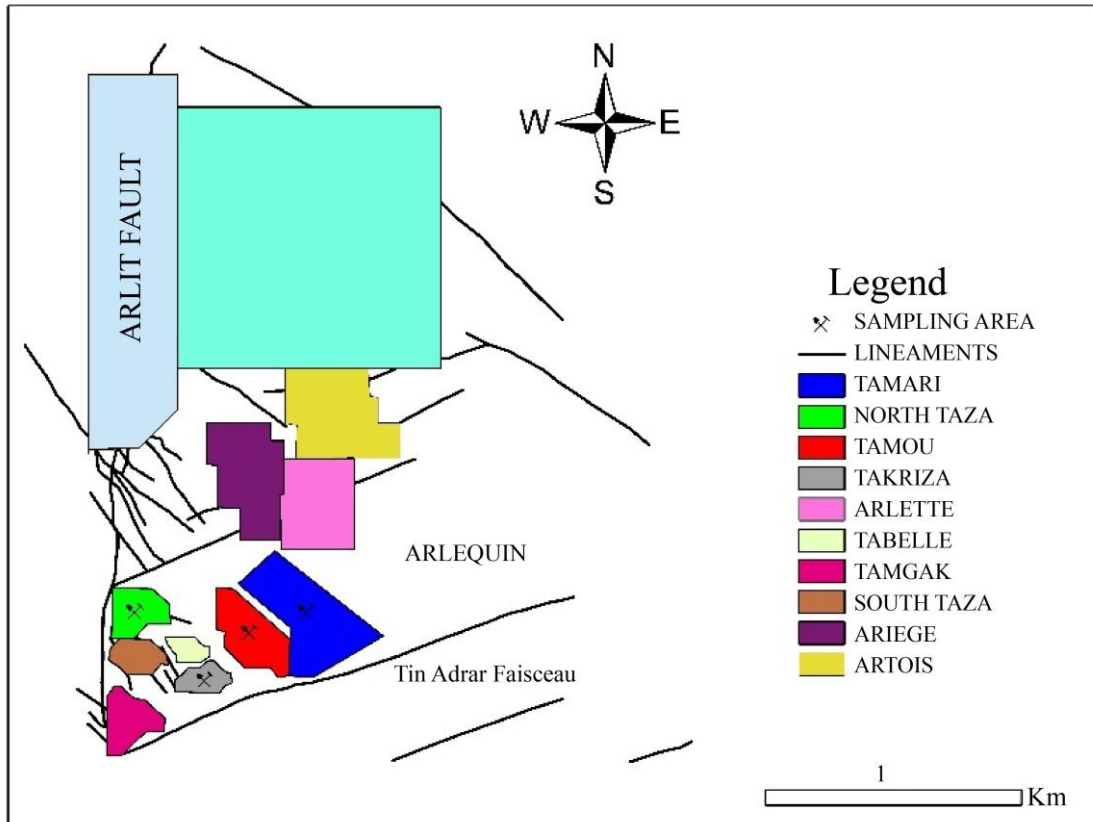 N
W E
S
ARLIT FAULT
Legend
SAMPLING AREA
LINEAMENTS
TAMARI
NORTH TAZA
TAMOU
TAKRIZA
ARLETTE
TABELLE
TAMGAK
SOUTH TAZA
ARIEGE
ARTOIS
ARLEQUIN
Tin Adrar Faisceau
1
Km